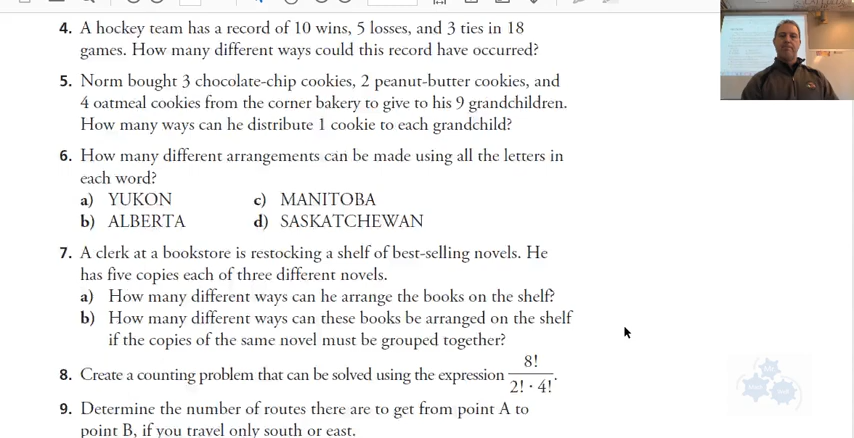 4. A hockey team has a record of 10 wins, 5 losses, and 3 ties in 18
games. How many different ways could this record have occurred?
5. Norm bought 3 chocolate-chip cookies, 2 peanut-butter cookies, and
4 oatmeal cookies from the corner bakery to give to his 9 grandchildren.
How many ways can he distribute 1 cookie to each grandchild?
6. How many different arrangements can be made using all the letters in
each word?
a) YUKON c) MANITOBA
b) ALBERTA d) SASKATCHEWAN
7. A clerk at a bookstore is restocking a shelf of best-selling novels. He
has five copies each of three different novels.
a) How many different ways can he arrange the books on the shelf?
b) How many different ways can these books be arranged on the shelf
if the copies of the same novel must be grouped together?
8. Create a counting problem that can be solved using the expression 8!/(2! · 4!).
9. Determine the number of routes there are to get from point A to
point B, if you travel only south or east.